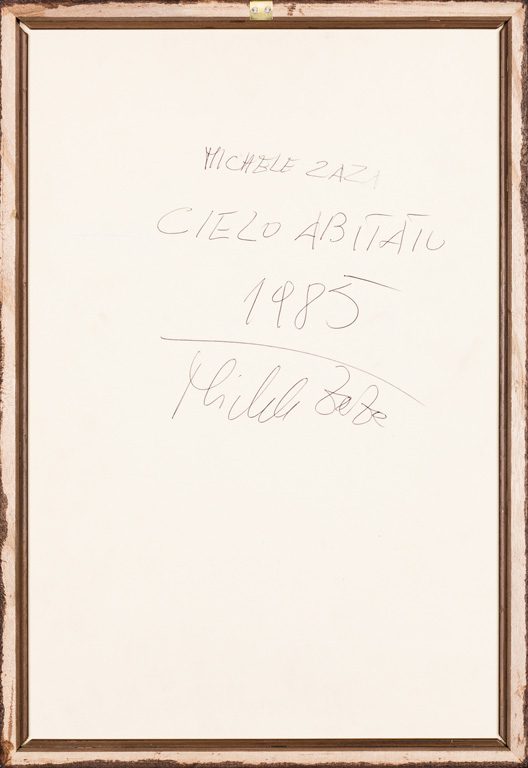 MICHELE ZAZA
CIELO ABITATO
1985
Michele Zaza